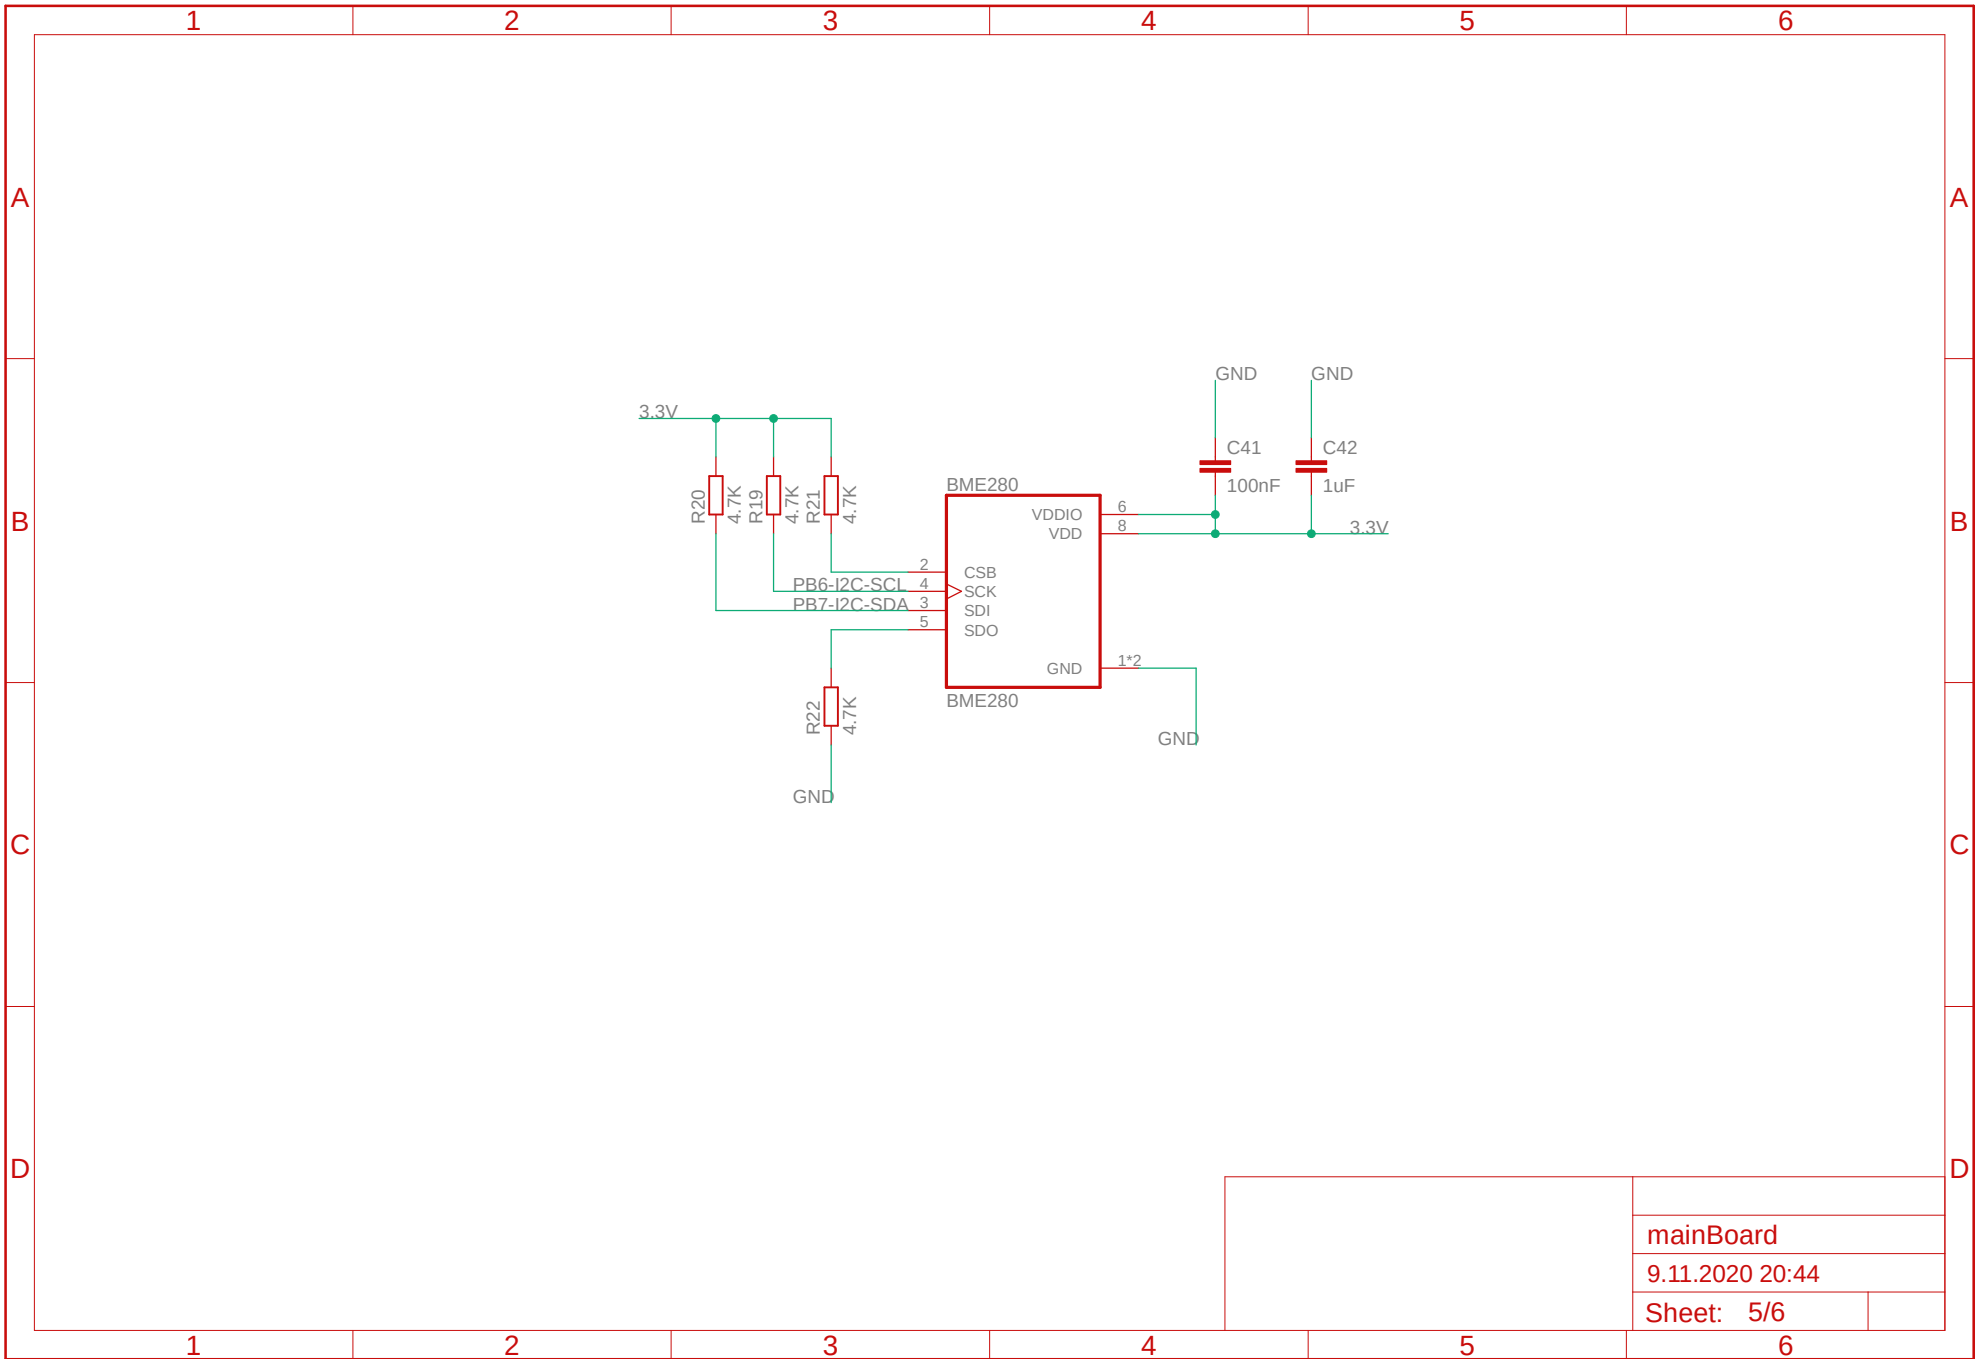 1 2 3 4 5 6
A A
GND GND
3.3V
C41 C42
100nF 1uF
BME280
R20 4.7K R19 4.7K R21 4.7K
B B
VDDIO 6
VDD 8
3.3V
2 CSB
PB6-I2C-SCL 4 SCK
PB7-I2C-SDA 3 SDI
5 SDO
GND 1*2
BME280
R22 4.7K
GND
GND
C C
D D
mainBoard
9.11.2020 20:44
Sheet: 5/6
1 2 3 4 5 6